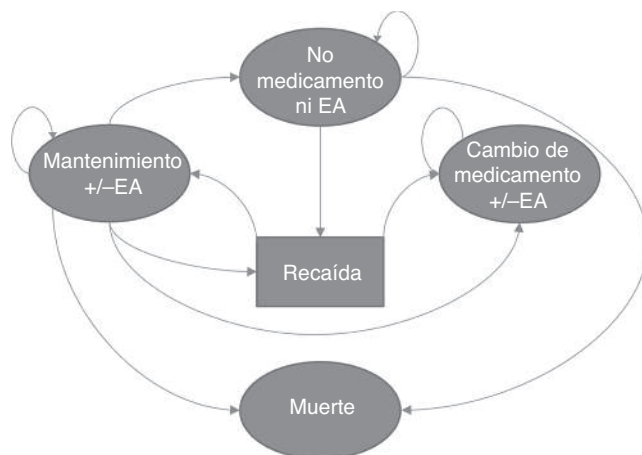 No
medicamento
ni EA
Mantenimiento
+/–EA
Cambio de
medicamento
+/–EA
Recaída
Muerte